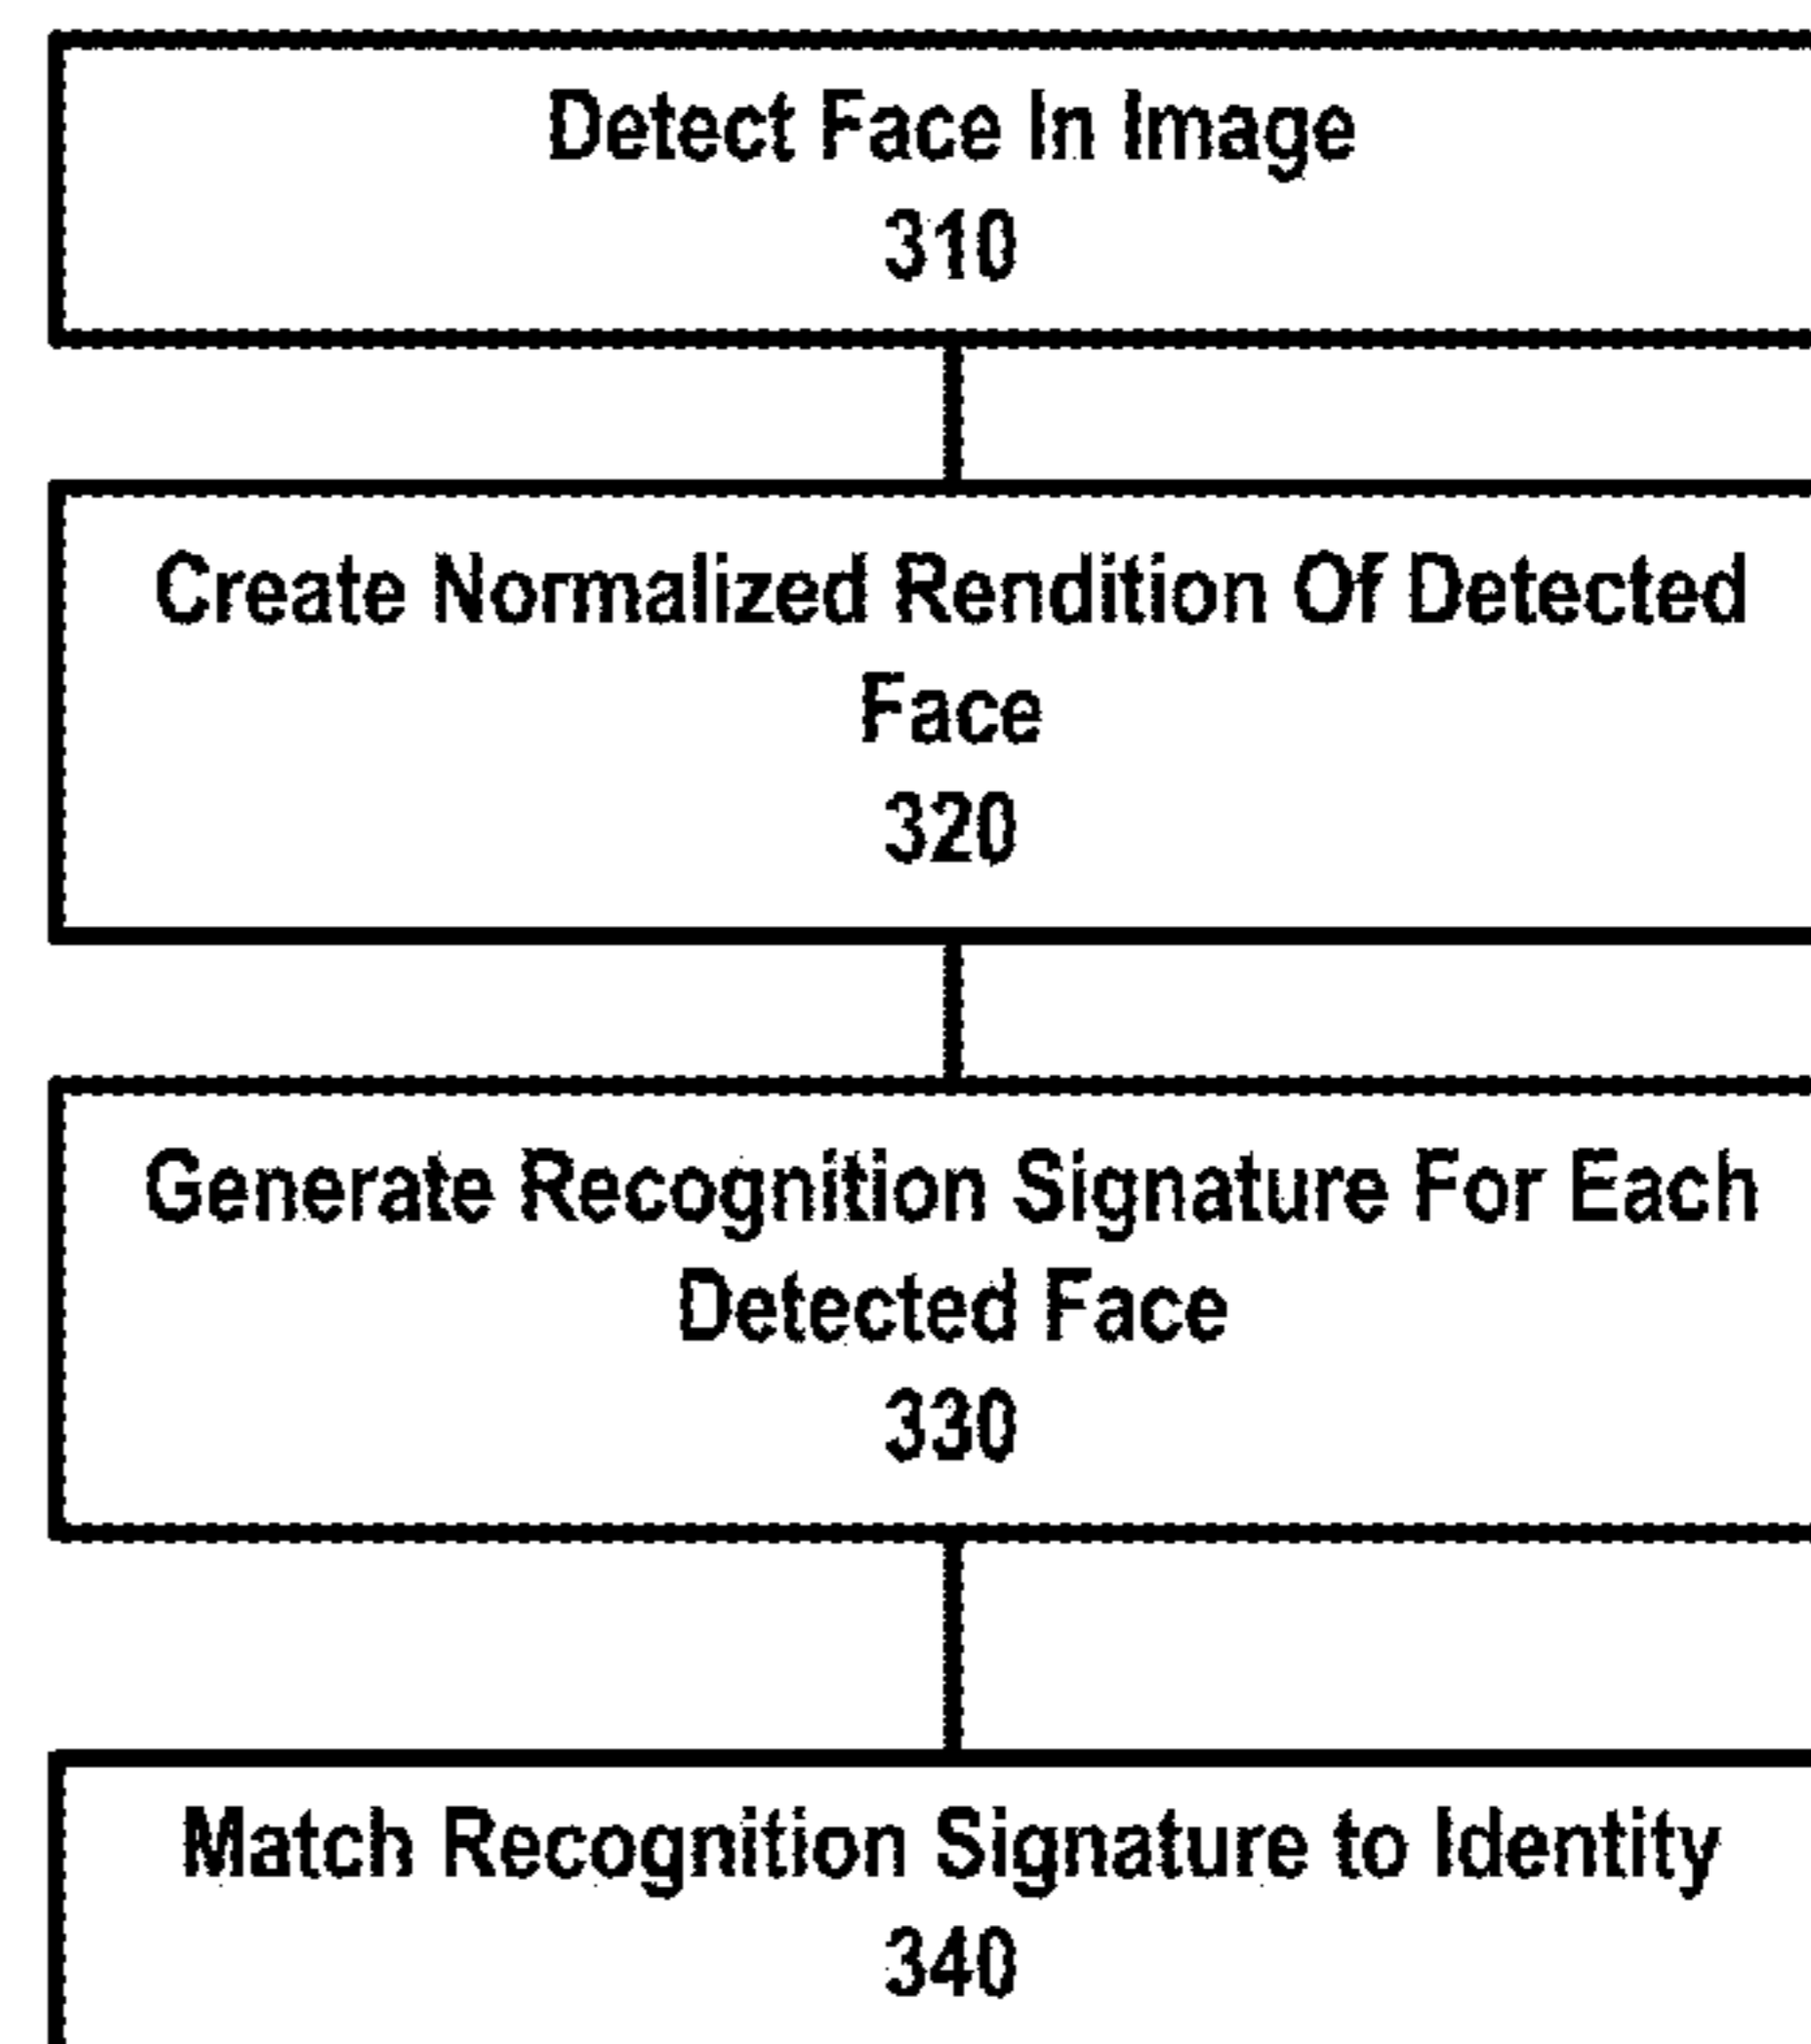 Detect Face In Image
310
Create Normalized Rendition Of Detected
Face
320
Generate Recognition Signature For Each
Detected Face
330
Match Recognition Signature to Identity
340